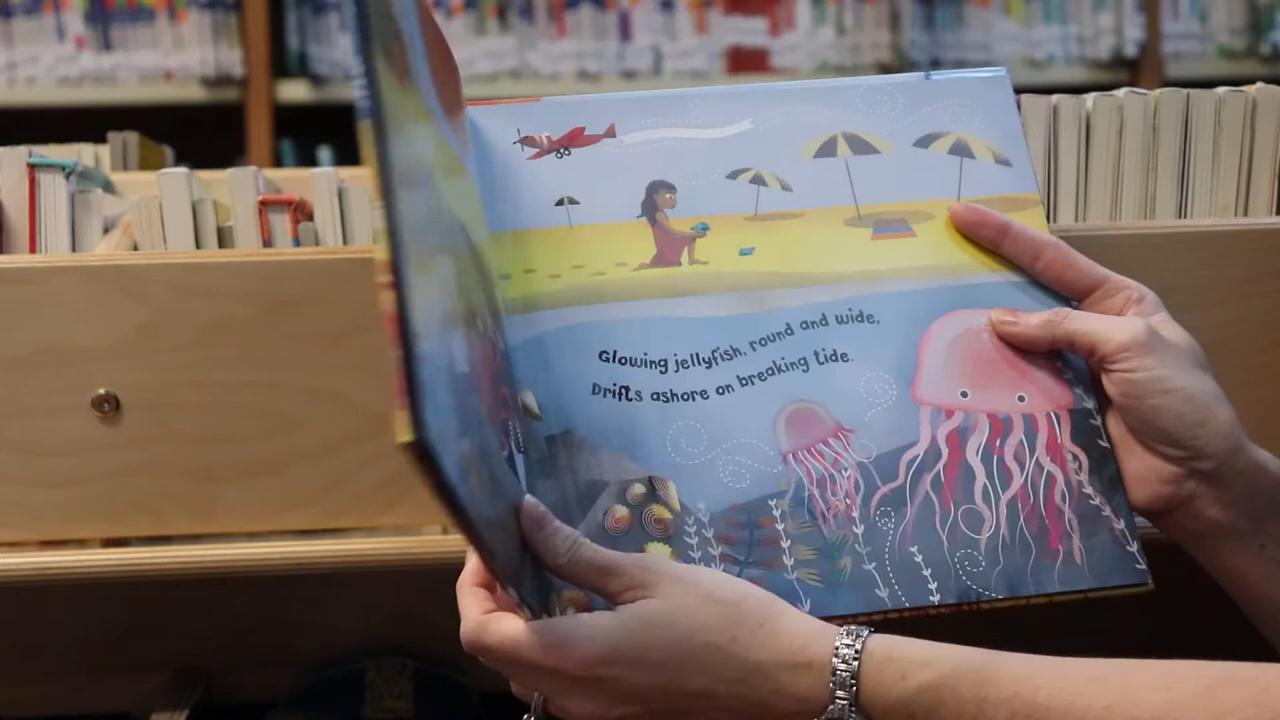 Glowing jellyfish, round and wide,
Drifts ashore on breaking tide.